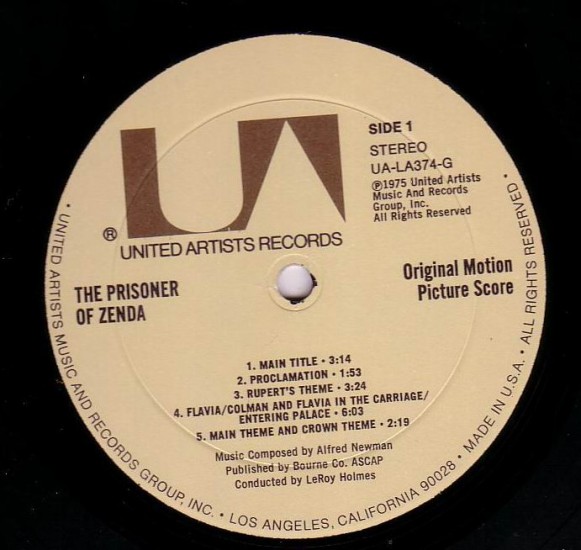 UA
SIDE 1
STEREO
UA-LA374-G
Ⓟ1975 United Artists
Music And Records
Group, Inc.
All Rights Reserved
®
UNITED ARTISTS RECORDS
THE PRISONER
OF ZENDA
Original Motion
Picture Score
1. MAIN TITLE • 3:14
2. PROCLAMATION • 1:53
3. RUPERT'S THEME • 3:24
4. FLAVIA/COLMAN AND FLAVIA IN THE CARRIAGE/
ENTERING PALACE • 6:03
5. MAIN THEME AND CROWN THEME • 2:19
Music Composed by Alfred Newman
Published by Bourne Co. ASCAP
Conducted by LeRoy Holmes
• UNITED ARTISTS MUSIC AND RECORDS GROUP, INC. • LOS ANGELES, CALIFORNIA 90028 • MADE IN U.S.A. • ALL RIGHTS RESERVED •